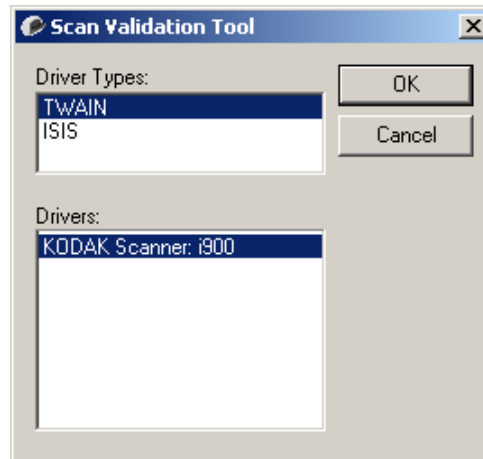 Scan Validation Tool
Driver Types:
TWAIN
ISIS
OK
Cancel
Drivers:
KODAK Scanner: i900